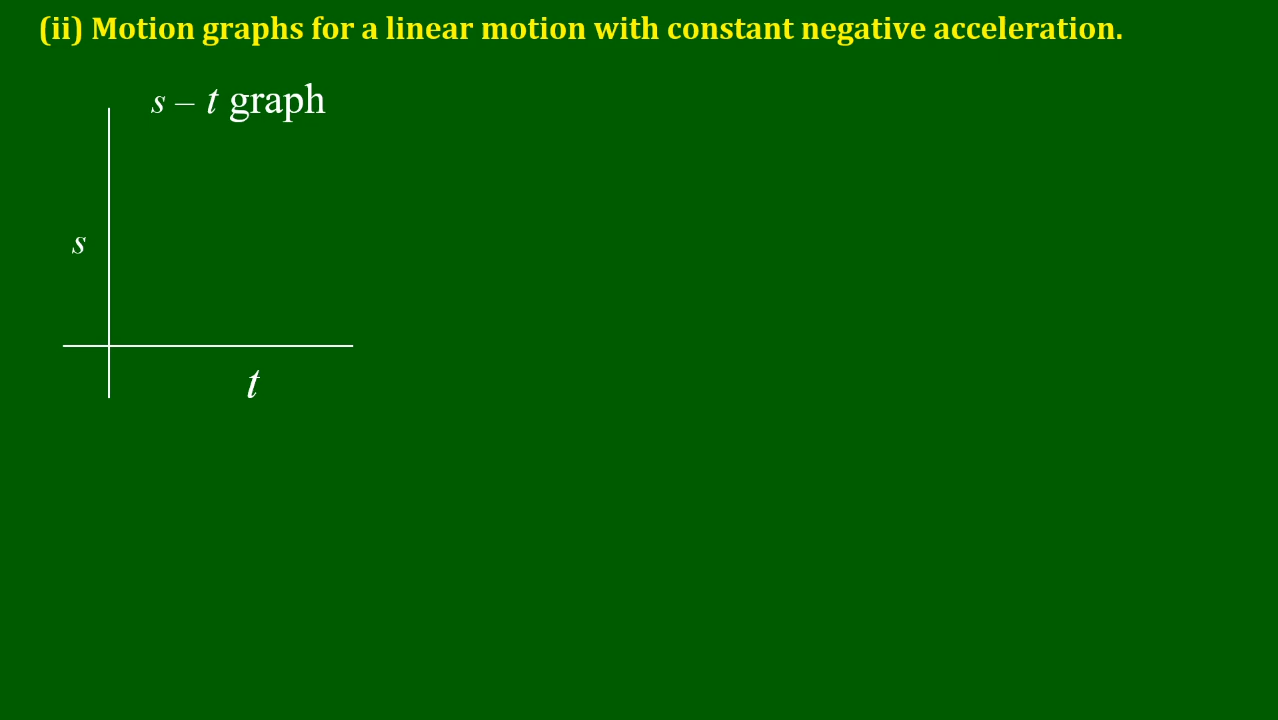 (ii) Motion graphs for a linear motion with constant negative acceleration.
s – t graph
s
t